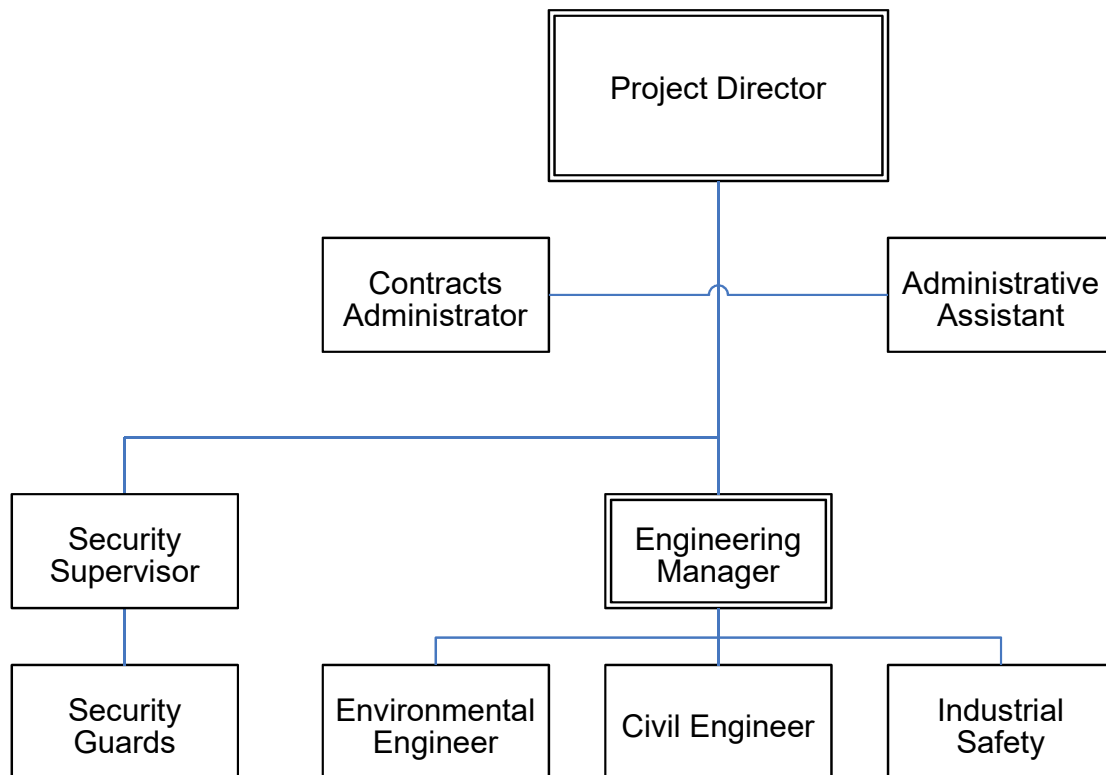 Project Director
Contracts
Administrator
Administrative
Assistant
Security
Supervisor
Engineering
Manager
Security
Guards
Environmental
Engineer
Civil Engineer
Industrial
Safety